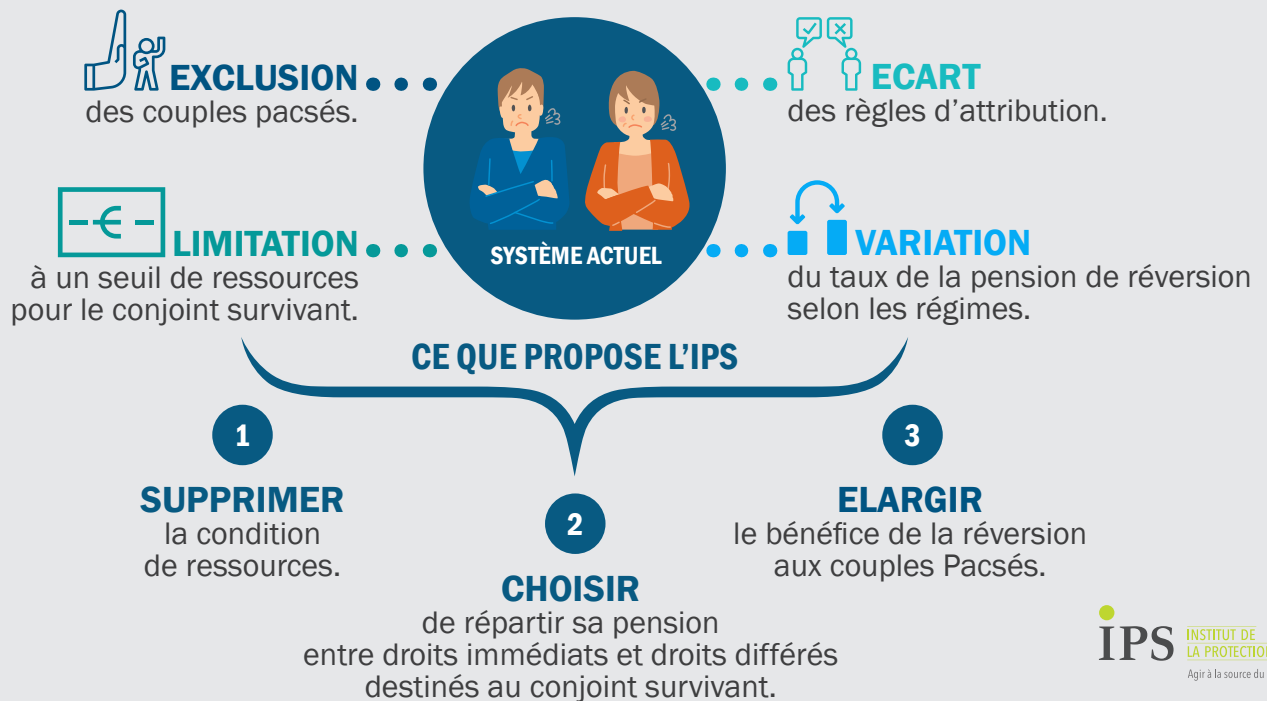 EXCLUSION
des couples pacsés.
ECART
des règles d'attribution.
LIMITATION
à un seuil de ressources
pour le conjoint survivant.
SYSTÈME ACTUEL
VARIATION
du taux de la pension de réversion
selon les régimes.
CE QUE PROPOSE L'IPS
1
SUPPRIMER
la condition
de ressources.
2
CHOISIR
de répartir sa pension
entre droits immédiats et droits différés
destinés au conjoint survivant.
3
ELARGIR
le bénéfice de la réversion
aux couples Pacsés.
IPS
INSTITUT DE
LA PROTECTION
Agir à la source du